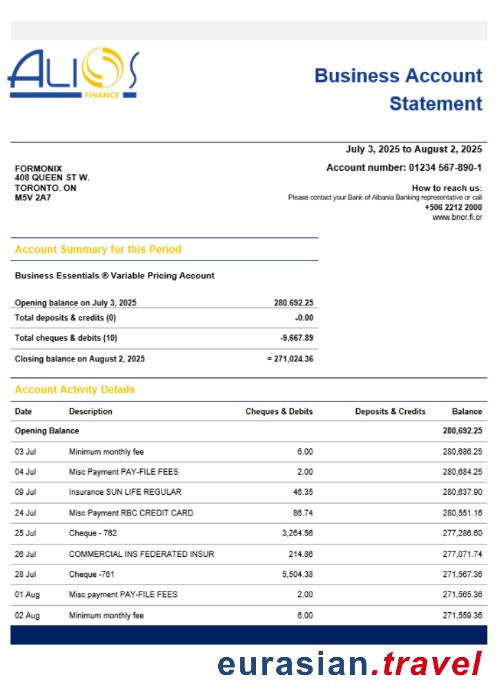 ALIOS
FINANCE
Business Account
Statement
July 3, 2025 to August 2, 2025
Account number: 01234 567-890-1
FORMONIX
408 QUEEN ST W.
TORONTO. ON
M5V 2A7
How to reach us:
Please contact your Bank of Albania Banking representative or call
+506 2212 2000
www.bncr.fi.cr
Account Summary for this Period
Business Essentials ® Variable Pricing Account
Opening balance on July 3, 2025 280.692.25
Total deposits & credits (0) -0.00
Total cheques & debits (10) -9,667.89
Closing balance on August 2, 2025 = 271,024.36
Account Activity Details
Date Description Cheques & Debits Deposits & Credits Balance
Opening Balance 280,692.25
03 Jul Minimum monthly fee 6.00 280,686.25
04 Jul Misc Payment PAY-FILE FEES 2.00 280,684.25
09 Jul Insurance SUN LIFE REGULAR 46.35 280,637.90
24 Jul Misc Payment RBC CREDIT CARD 86.74 280,551.16
25 Jul Cheque - 762 3,264.56 277,286.60
26 Jul COMMERCIAL INS FEDERATED INSUR 214.86 277,071.74
28 Jul Cheque -761 5,504.38 271,567.36
01 Aug Misc payment PAY-FILE FEES 2.00 271,565.36
02 Aug Minimum monthly fee 6.00 271,559.36
eurasian.travel